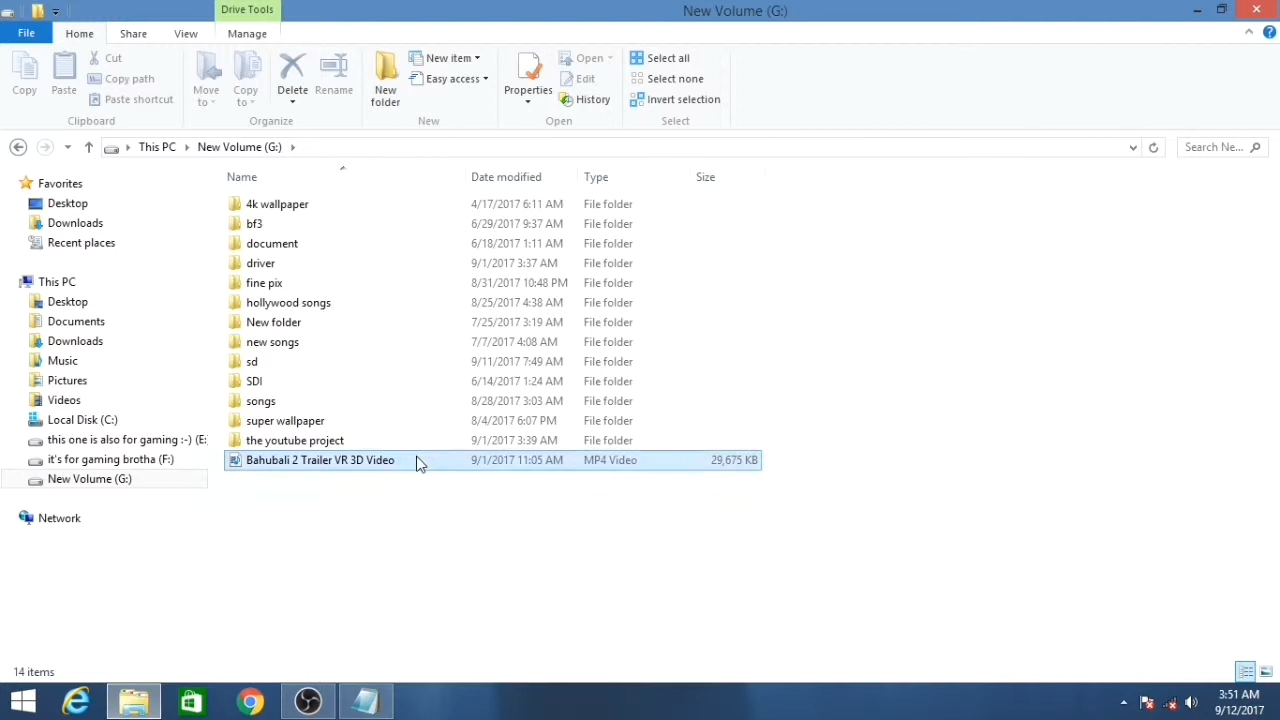 Drive Tools
New Volume (G:)
File Home Share View Manage
Copy
Paste
Cut
Copy path
Paste shortcut
Clipboard
Move to
Copy to
Delete
Rename
Organize
New folder
New item
Easy access
New
Properties
Open
Edit
History
Open
Select all
Select none
Invert selection
Select
This PC New Volume (G:)
Search Ne...
Favorites
Desktop
Downloads
Recent places
This PC
Desktop
Documents
Downloads
Music
Pictures
Videos
Local Disk (C:)
this one is also for gaming :-) (E:
it's for gaming brotha (F:)
New Volume (G:)
Network
Name Date modified Type Size
4k wallpaper 4/17/2017 6:11 AM File folder
bf3 6/29/2017 9:37 AM File folder
document 6/18/2017 1:11 AM File folder
driver 9/1/2017 3:37 AM File folder
fine pix 8/31/2017 10:48 PM File folder
hollywood songs 8/25/2017 4:38 AM File folder
New folder 7/25/2017 3:19 AM File folder
new songs 7/7/2017 4:08 AM File folder
sd 9/11/2017 7:49 AM File folder
SDI 6/14/2017 1:24 AM File folder
songs 8/28/2017 3:03 AM File folder
super wallpaper 8/4/2017 6:07 PM File folder
the youtube project 9/1/2017 3:39 AM File folder
Bahubali 2 Trailer VR 3D Video 9/1/2017 11:05 AM MP4 Video 29,675 KB
14 items
3:51 AM
9/12/2017